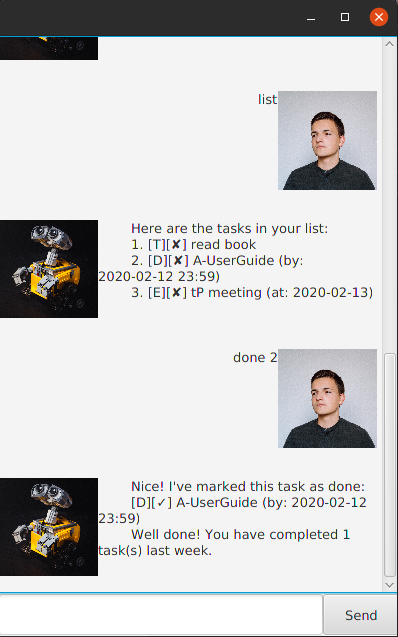 list
Here are the tasks in your list:
1. [T][✘] read book
2. [D][✘] A-UserGuide (by:
2020-02-12 23:59)
3. [E][✘] tP meeting (at: 2020-02-13)
done 2
Nice! I've marked this task as done:
[D][✓] A-UserGuide (by: 2020-02-12
23:59)
Well done! You have completed 1
task(s) last week.
Send